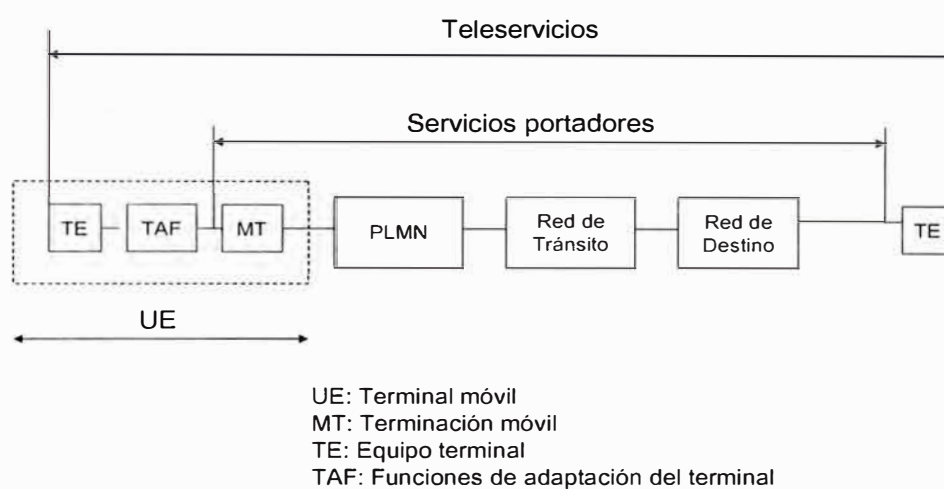 Teleservicios
Servicios portadores
TE
TAF
MT
PLMN
Red de
Tránsito
Red de
Destino
TE
UE
UE: Terminal móvil
MT: Terminación móvil
TE: Equipo terminal
TAF: Funciones de adaptación del terminal